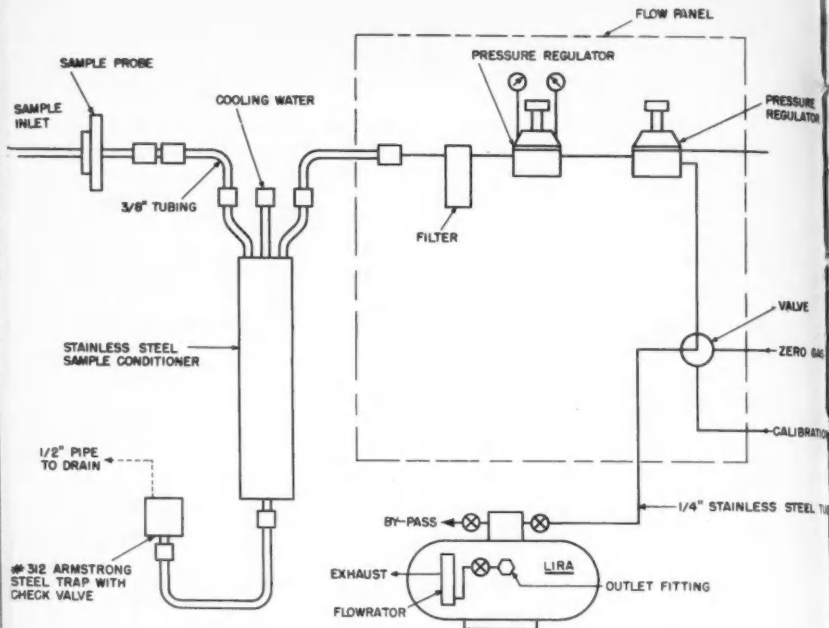 FLOW PANEL
SAMPLE PROBE
PRESSURE REGULATOR
SAMPLE
INLET
COOLING WATER
PRESSURE
REGULATOR
3/8" TUBING
FILTER
VALVE
STAINLESS STEEL
SAMPLE CONDITIONER
ZERO GAS
CALIBRATION
1/2" PIPE
TO DRAIN
1/4" STAINLESS STEEL
BY-PASS
#312 ARMSTRONG
STEEL TRAP WITH
CHECK VALVE
EXHAUST
LIRA
OUTLET FITTING
FLOWRATOR